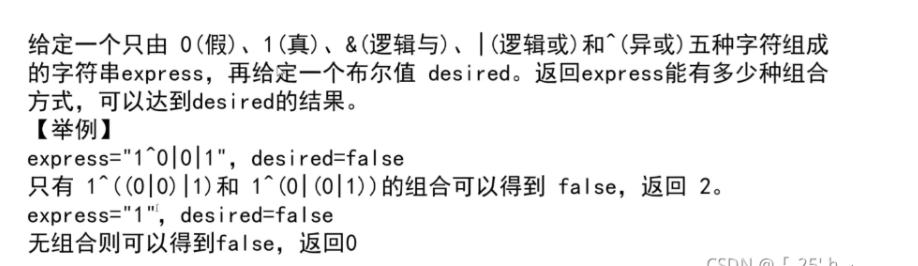 给定一个只由 0(假)、1(真)、&(逻辑与)、|(逻辑或)和^(异或)五种字符组成
的字符串express，再给定一个布尔值 desired。返回express能有多少种组合
方式，可以达到desired的结果。
【举例】
express="1^0|0|1"，desired=false
只有 1^((0|0)|1)和 1^(0|(0|1))的组合可以得到 false，返回 2。
express="1"，desired=false
无组合则可以得到false，返回0
CSDN @